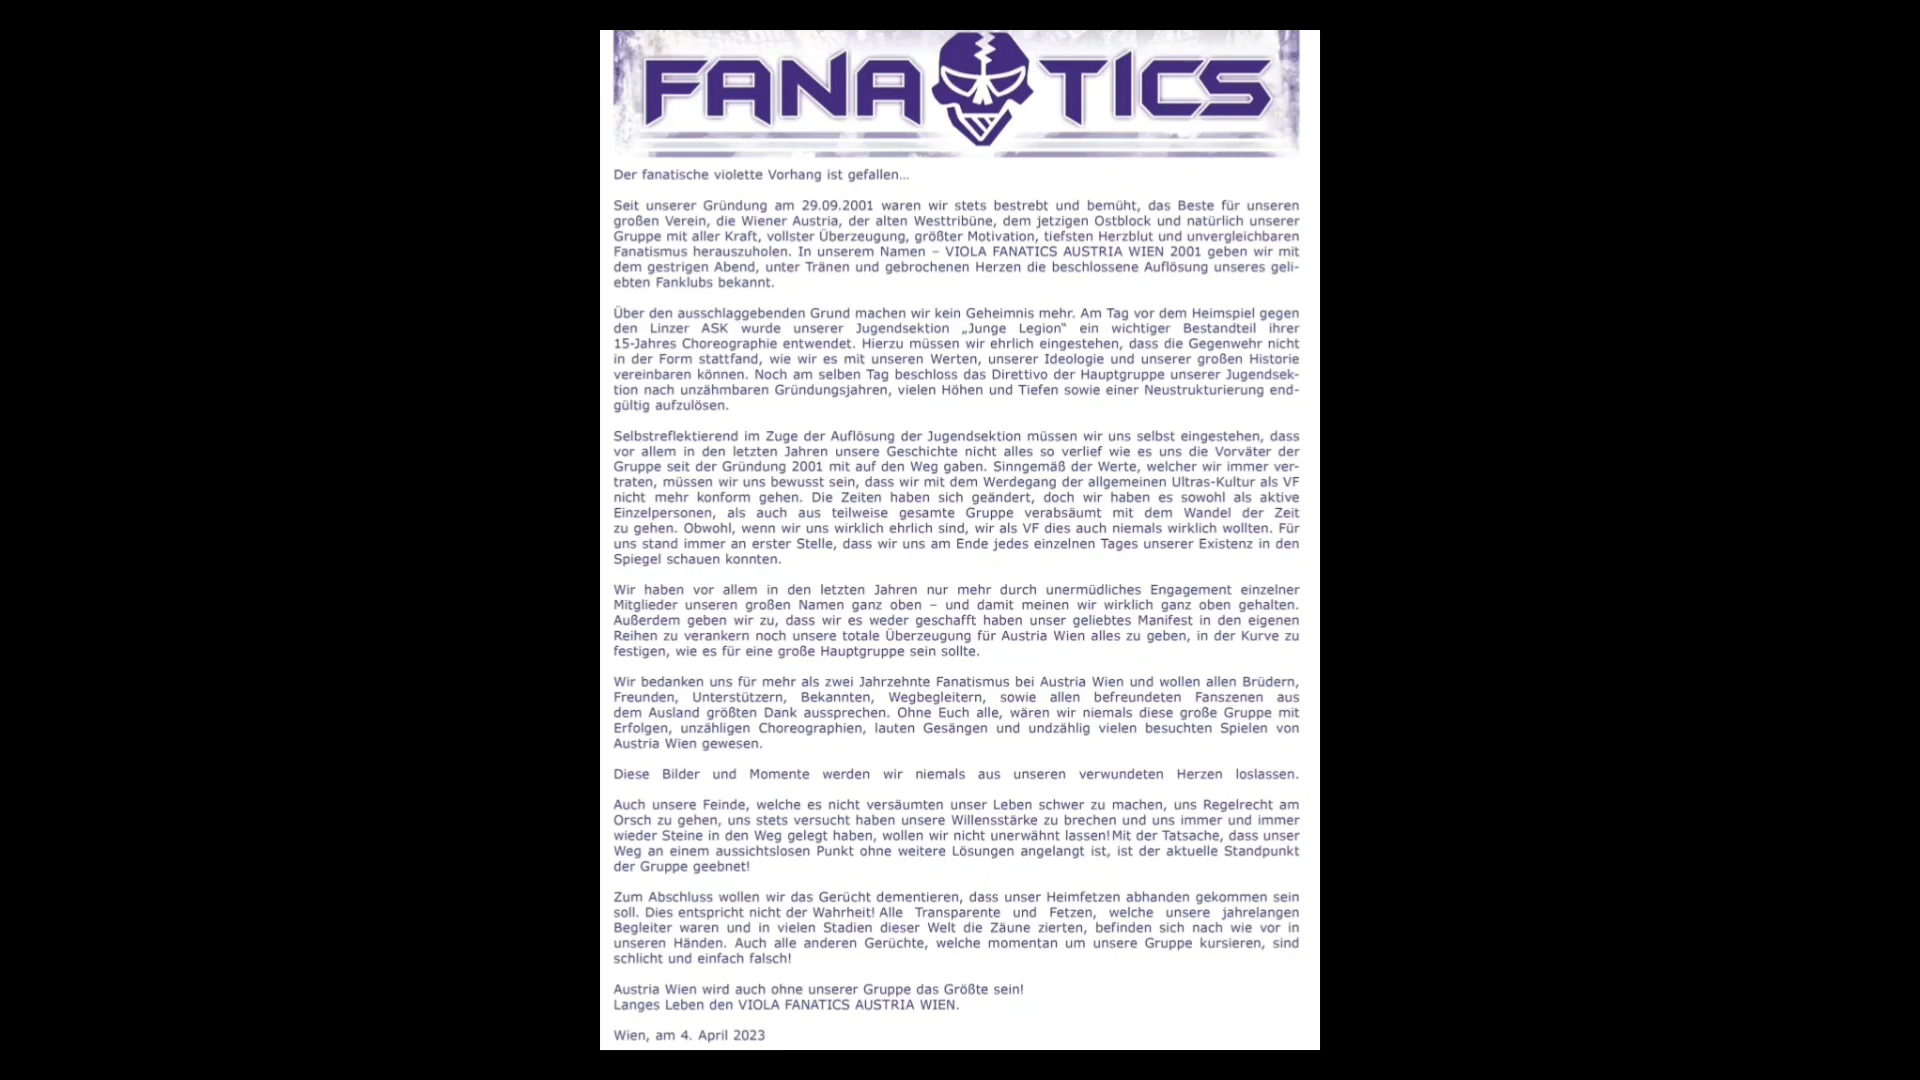 FANATICS
Der fanatische violette Vorhang ist gefallen...
Seit unserer Gründung am 29.09.2001 waren wir stets bestrebt und bemüht, das Beste für unseren
großen Verein, die Wiener Austria, der alten Westtribüne, dem jetzigen Ostblock und natürlich unserer
Gruppe mit aller Kraft, vollster Überzeugung, größter Motivation, tiefsten Herzblut und unvergleichbaren
Fanatismus herauszuholen. In unserem Namen – VIOLA FANATICS AUSTRIA WIEN 2001 geben wir mit
dem gestrigen Abend, unter Tränen und gebrochenen Herzen die beschlossene Auflösung unseres geli-
ebten Fanklubs bekannt.
Über den ausschlaggebenden Grund machen wir kein Geheimnis mehr. Am Tag vor dem Heimspiel gegen
den Linzer ASK wurde unserer Jugendsektion „Junge Legion“ ein wichtiger Bestandteil ihrer
15-Jahres Choreographie entwendet. Hierzu müssen wir ehrlich eingestehen, dass die Gegenwehr nicht
in der Form stattfand, wie wir es mit unseren Werten, unserer Ideologie und unserer großen Historie
vereinbaren können. Noch am selben Tag beschloss das Direttivo der Hauptgruppe unserer Jugendsek-
tion nach unzähmbaren Gründungsjahren, vielen Höhen und Tiefen sowie einer Neustrukturierung end-
gültig aufzulösen.
Selbstreflektierend im Zuge der Auflösung der Jugendsektion müssen wir uns selbst eingestehen, dass
vor allem in den letzten Jahren unsere Geschichte nicht alles so verlief wie es uns die Vorväter der
Gruppe seit der Gründung 2001 mit auf den Weg gaben. Sinngemäß der Werte, welcher wir immer ver-
traten, müssen wir uns bewusst sein, dass wir mit dem Werdegang der allgemeinen Ultras-Kultur als VF
nicht mehr konform gehen. Die Zeiten haben sich geändert, doch wir haben es sowohl als aktive
Einzelpersonen, als auch aus teilweise gesamte Gruppe verabsäumt mit dem Wandel der Zeit
zu gehen. Obwohl, wenn wir uns wirklich ehrlich sind, wir als VF dies auch niemals wirklich wollten. Für
uns stand immer an erster Stelle, dass wir uns am Ende jedes einzelnen Tages unserer Existenz in den
Spiegel schauen konnten.
Wir haben vor allem in den letzten Jahren nur mehr durch unermüdliches Engagement einzelner
Mitglieder unseren großen Namen ganz oben – und damit meinen wir wirklich ganz oben gehalten.
Außerdem geben wir zu, dass wir es weder geschafft haben unser geliebtes Manifest in den eigenen
Reihen zu verankern noch unsere totale Überzeugung für Austria Wien alles zu geben, in der Kurve zu
festigen, wie es für eine große Hauptgruppe sein sollte.
Wir bedanken uns für mehr als zwei Jahrzehnte Fanatismus bei Austria Wien und wollen allen Brüdern,
Freunden, Unterstützern, Bekannten, Wegbegleitern, sowie allen befreundeten Fanszenen aus
dem Ausland größten Dank aussprechen. Ohne Euch alle, wären wir niemals diese große Gruppe mit
Erfolgen, unzähligen Choreographien, lauten Gesängen und undzählig vielen besuchten Spielen von
Austria Wien gewesen.
Diese Bilder und Momente werden wir niemals aus unseren verwundeten Herzen loslassen.
Auch unsere Feinde, welche es nicht versäumten unser Leben schwer zu machen, uns Regelrecht am
Orsch zu gehen, uns stets versucht haben unsere Willensstärke zu brechen und uns immer und immer
wieder Steine in den Weg gelegt haben, wollen wir nicht unerwähnt lassen! Mit der Tatsache, dass unser
Weg an einem aussichtslosen Punkt ohne weitere Lösungen angelangt ist, ist der aktuelle Standpunkt
der Gruppe geebnet!
Zum Abschluss wollen wir das Gerücht dementieren, dass unser Heimfetzen abhanden gekommen sein
soll. Dies entspricht nicht der Wahrheit! Alle Transparente und Fetzen, welche unsere jahrelangen
Begleiter waren und in vielen Stadien dieser Welt die Zäune zierten, befinden sich nach wie vor in
unseren Händen. Auch alle anderen Gerüchte, welche momentan um unsere Gruppe kursieren, sind
schlicht und einfach falsch!
Austria Wien wird auch ohne unserer Gruppe das Größte sein!
Langes Leben den VIOLA FANATICS AUSTRIA WIEN.
Wien, am 4. April 2023